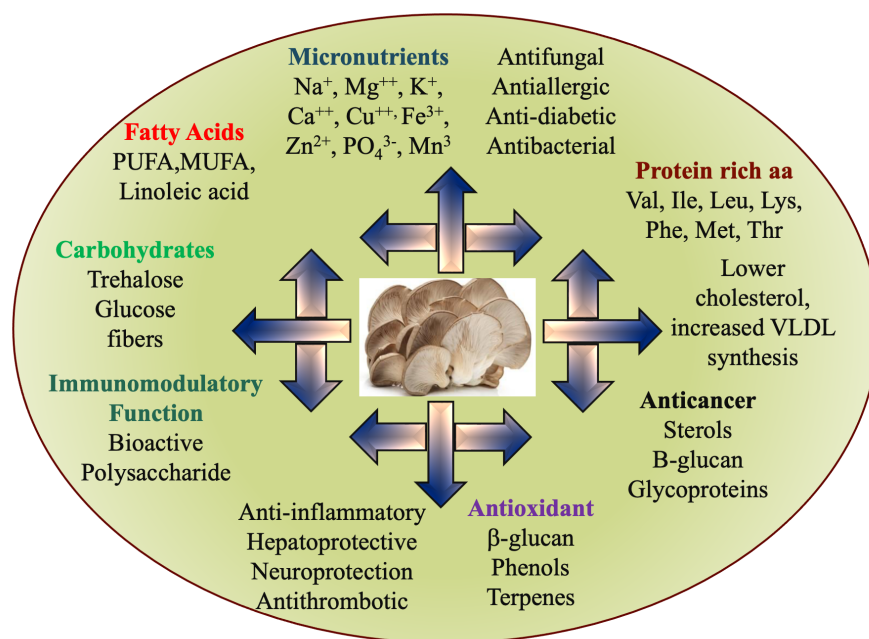 Micronutrients
Na⁺, Mg⁺⁺, K⁺,
Ca⁺⁺, Cu⁺⁺, Fe³⁺,
Zn²⁺, PO₄³⁻, Mn³
Antifungal
Antiallergic
Anti-diabetic
Antibacterial
Fatty Acids
PUFA,MUFA,
Linoleic acid
Protein rich aa
Val, Ile, Leu, Lys,
Phe, Met, Thr
Carbohydrates
Trehalose
Glucose
fibers
Lower
cholesterol,
increased VLDL
synthesis
Immunomodulatory
Function
Bioactive
Polysaccharide
Anticancer
Sterols
B-glucan
Glycoproteins
Anti-inflammatory
Hepatoprotective
Neuroprotection
Antithrombotic
Antioxidant
β-glucan
Phenols
Terpenes